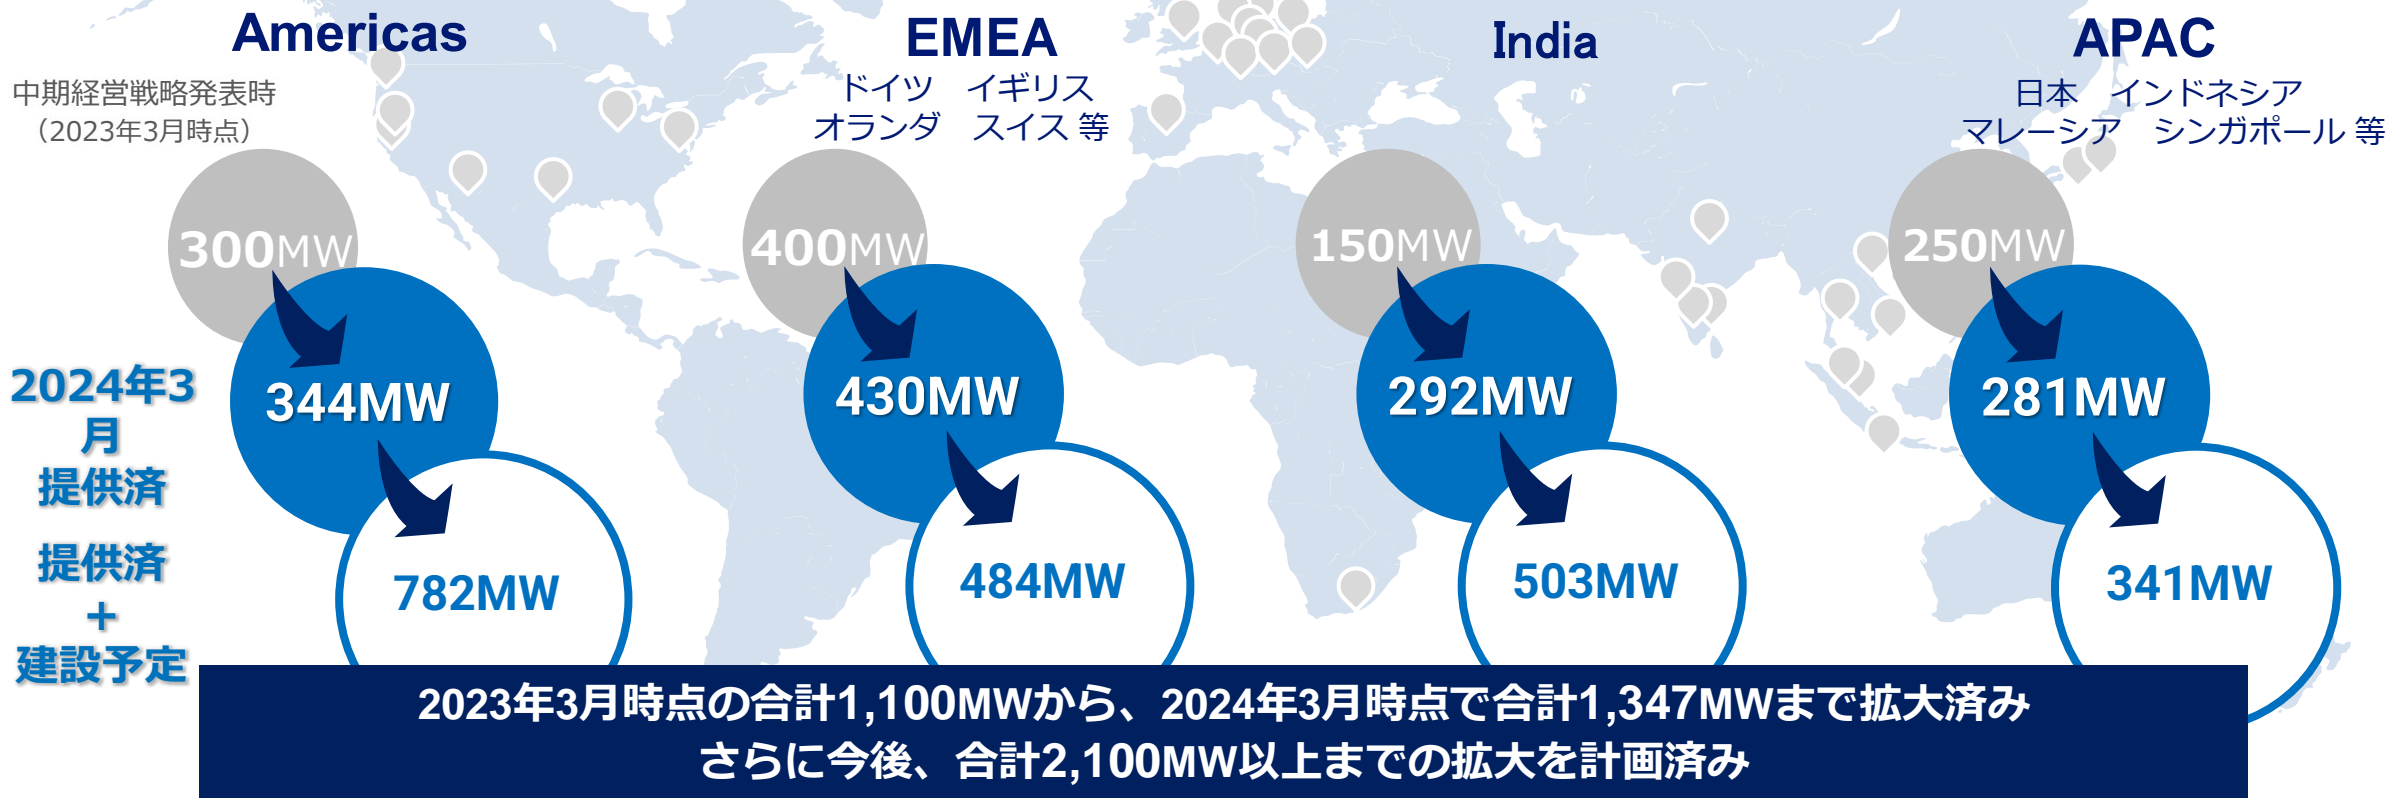 Americas
EMEA
India
APAC
中期経営戦略発表時
（2023年3月時点）
ドイツ　イギリス
オランダ　スイス 等
日本　インドネシア
マレーシア　シンガポール 等
300MW
400MW
150MW
250MW
2024年3
月
提供済
344MW
430MW
292MW
281MW
提供済
+
建設予定
782MW
484MW
503MW
341MW
2023年3月時点の合計1,100MWから、2024年3月時点で合計1,347MWまで拡大済み
さらに今後、合計2,100MW以上までの拡大を計画済み